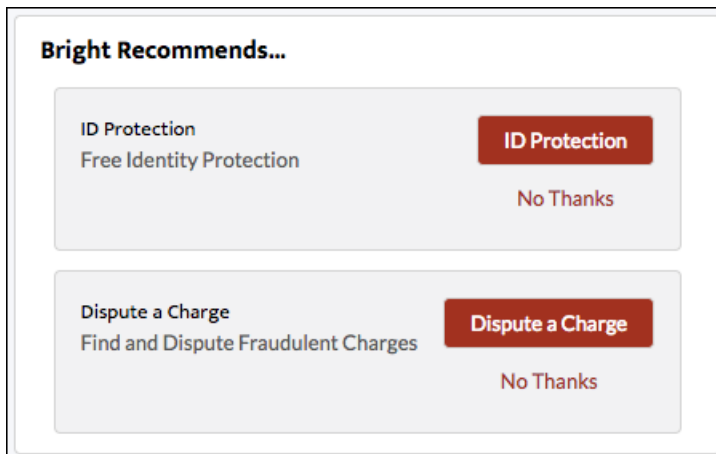 Bright Recommends...
ID Protection
Free Identity Protection
ID Protection
No Thanks
Dispute a Charge
Find and Dispute Fraudulent Charges
Dispute a Charge
No Thanks